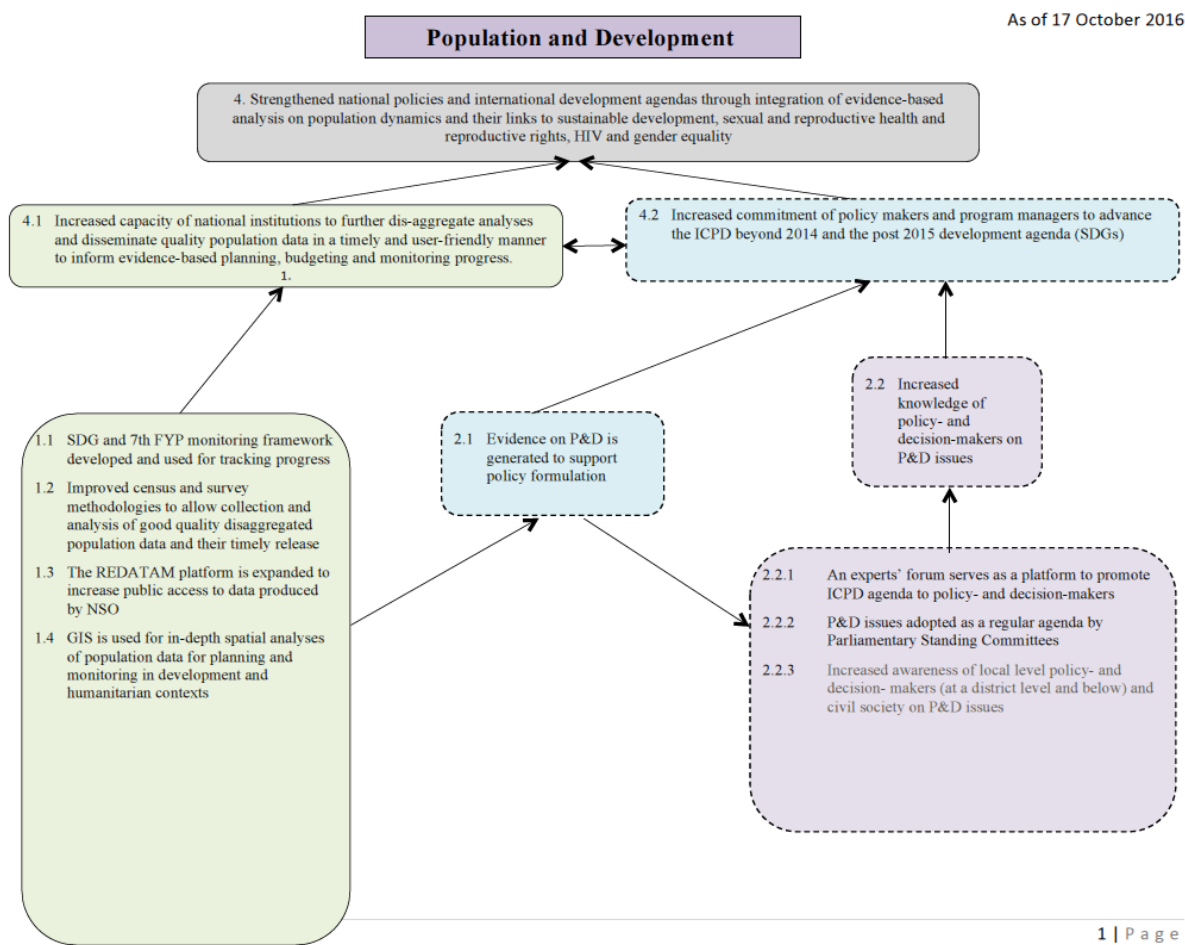 As of 17 October 2016
Population and Development
4. Strengthened national policies and international development agendas through integration of evidence-based
analysis on population dynamics and their links to sustainable development, sexual and reproductive health and
reproductive rights, HIV and gender equality
4.1 Increased capacity of national institutions to further dis-aggregate analyses
and disseminate quality population data in a timely and user-friendly manner
to inform evidence-based planning, budgeting and monitoring progress.
1.
4.2 Increased commitment of policy makers and program managers to advance
the ICPD beyond 2014 and the post 2015 development agenda (SDGs)
2.2 Increased
knowledge of
policy- and
decision-makers on
P&D issues
1.1 SDG and 7th FYP monitoring framework
developed and used for tracking progress
1.2 Improved census and survey
methodologies to allow collection and
analysis of good quality disaggregated
population data and their timely release
1.3 The REDATAM platform is expanded to
increase public access to data produced
by NSO
1.4 GIS is used for in-depth spatial analyses
of population data for planning and
monitoring in development and
humanitarian contexts
2.1 Evidence on P&D is
generated to support
policy formulation
2.2.1 An experts’ forum serves as a platform to promote
ICPD agenda to policy- and decision-makers
2.2.2 P&D issues adopted as a regular agenda by
Parliamentary Standing Committees
2.2.3 Increased awareness of local level policy- and
decision- makers (at a district level and below) and
civil society on P&D issues
1 | Page